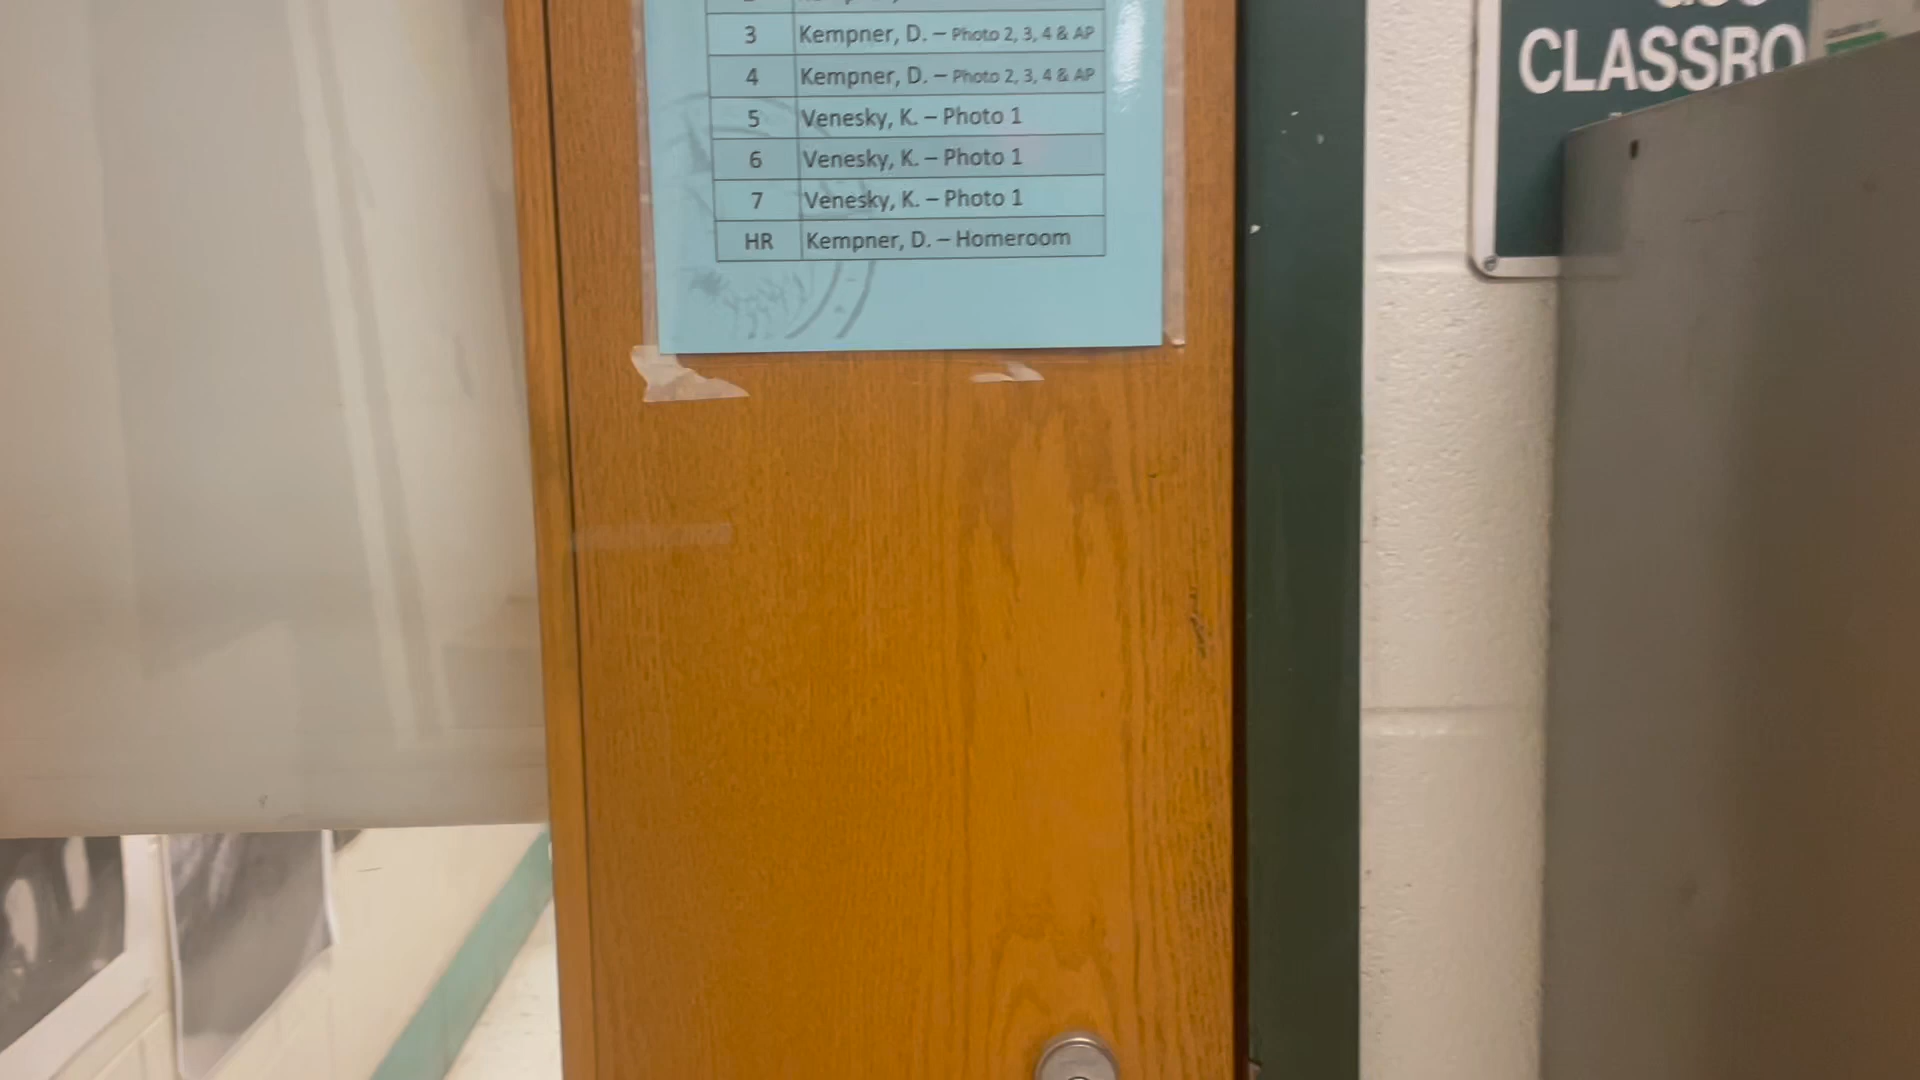 3 Kempner, D. – Photo 2, 3, 4 & AP
4 Kempner, D. – Photo 2, 3, 4 & AP
5 Venesky, K. – Photo 1
6 Venesky, K. – Photo 1
7 Venesky, K. – Photo 1
HR Kempner, D. – Homeroom
CLASSRO